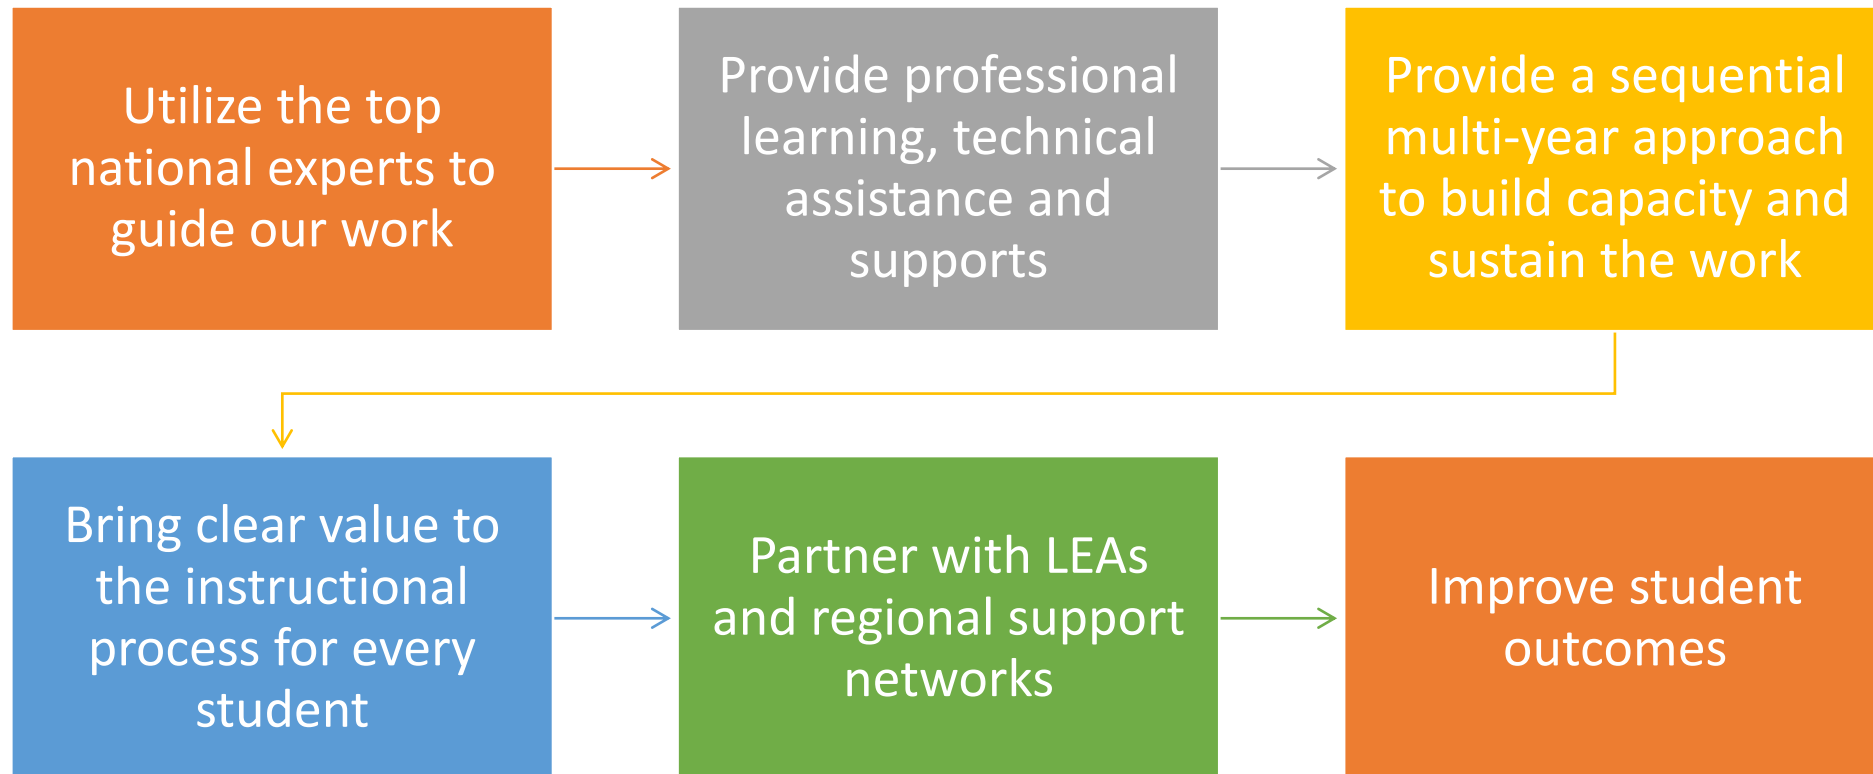 Utilize the top
national experts to
guide our work
Provide professional
learning, technical
assistance and
supports
Provide a sequential
multi-year approach
to build capacity and
sustain the work
Bring clear value to
the instructional
process for every
student
Partner with LEAs
and regional support
networks
Improve student
outcomes